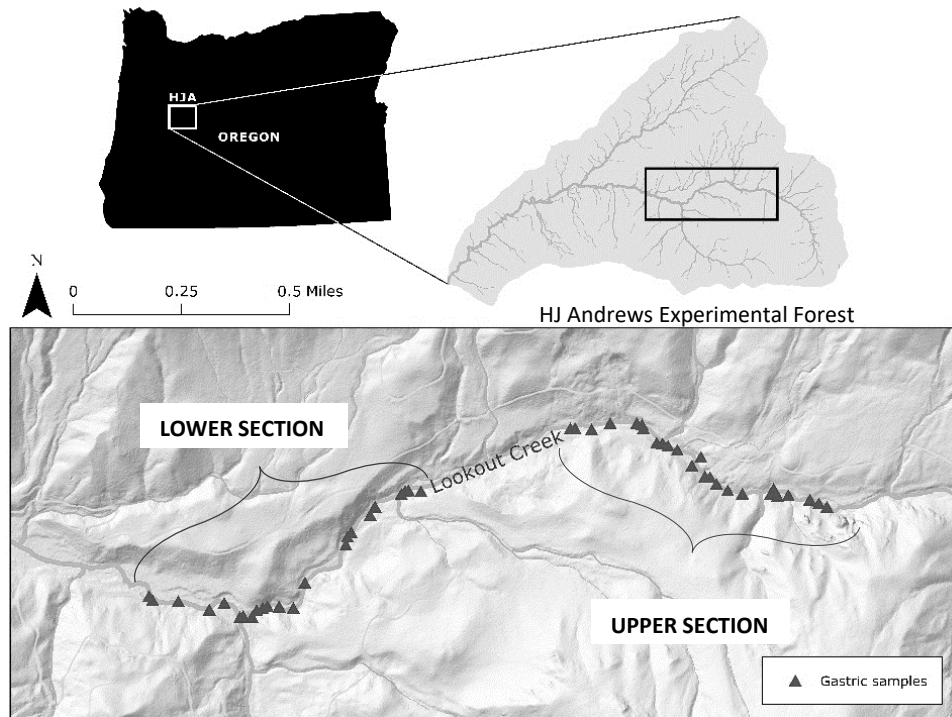 HJA
OREGON
N
0 0.25 0.5 Miles
HJ Andrews Experimental Forest
LOWER SECTION
Lookout Creek
UPPER SECTION
Gastric samples